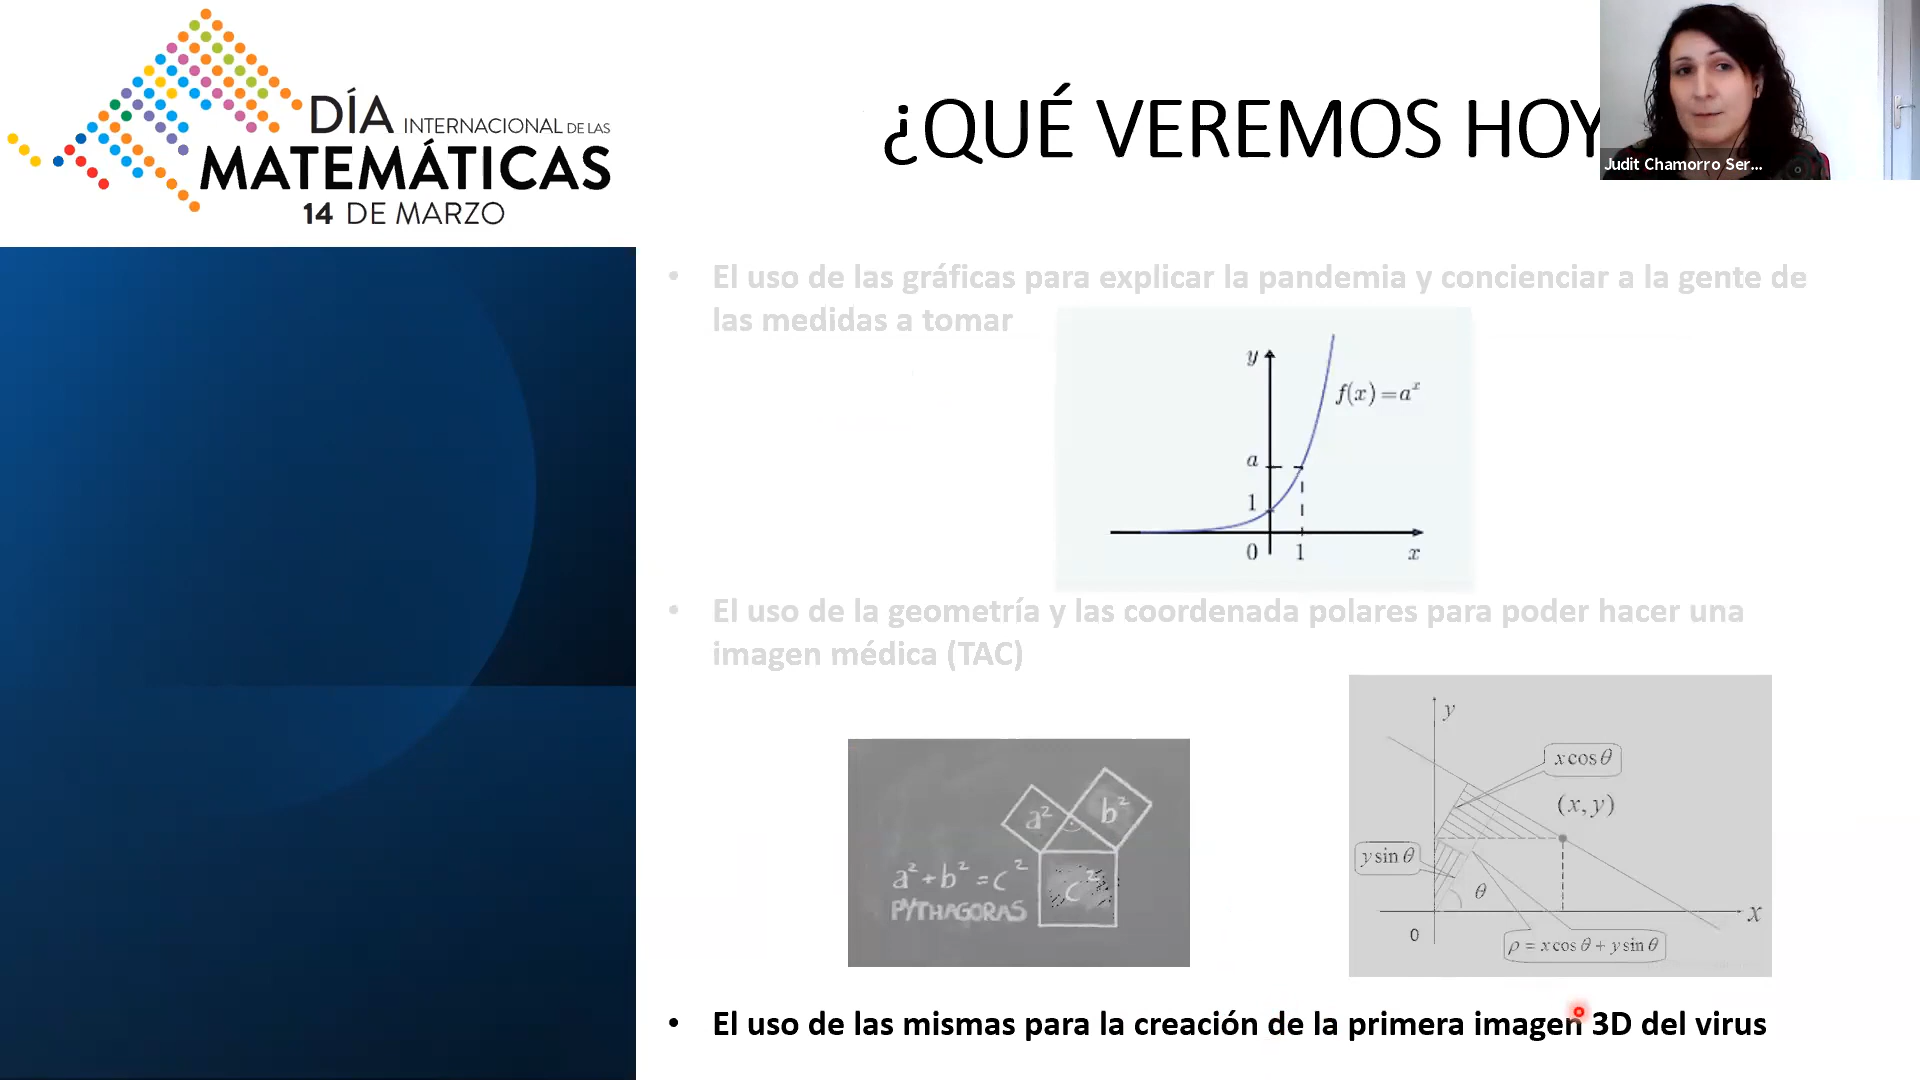 DÍA INTERNACIONAL DE LAS
MATEMÁTICAS
14 DE MARZO
¿QUÉ VEREMOS HOY
Judit Chamorro Ser...
• El uso de las gráficas para explicar la pandemia y concienciar a la gente de
las medidas a tomar
y
f(x)=aˣ
a
1
0 1 x
• El uso de la geometría y las coordenada polares para poder hacer una
imagen médica (TAC)
a² b²
a²+b²=c² c²
PYTHAGORAS
y
x cos θ
(x, y)
y sin θ
θ
x
0
ρ = x cos θ + y sin θ
• El uso de las mismas para la creación de la primera imagen 3D del virus